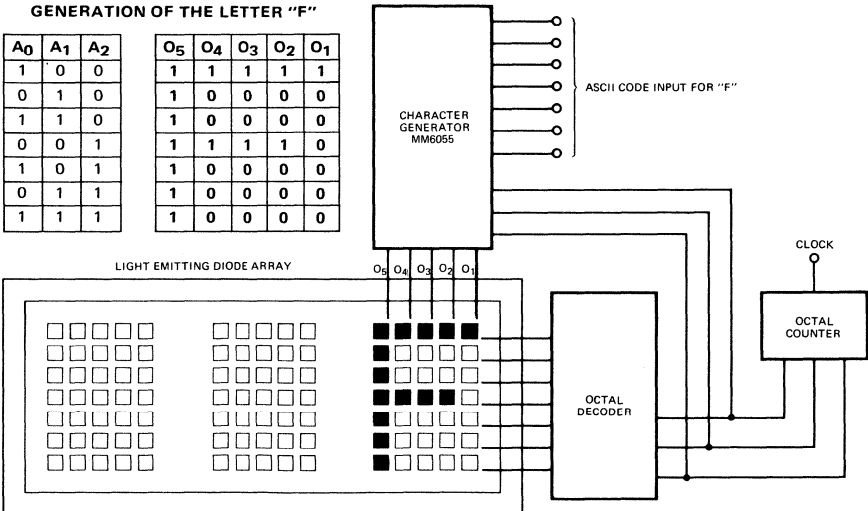 GENERATION OF THE LETTER "F"
A0 A1 A2
1 0 0
0 1 0
1 1 0
0 0 1
1 0 1
0 1 1
1 1 1
O5 O4 O3 O2 O1
1 1 1 1 1
1 0 0 0 0
1 0 0 0 0
1 1 1 1 0
1 0 0 0 0
1 0 0 0 0
1 0 0 0 0
CHARACTER
GENERATOR
MM6055
ASCII CODE INPUT FOR "F"
LIGHT EMITTING DIODE ARRAY
O5 O4 O3 O2 O1
OCTAL
DECODER
CLOCK
OCTAL
COUNTER